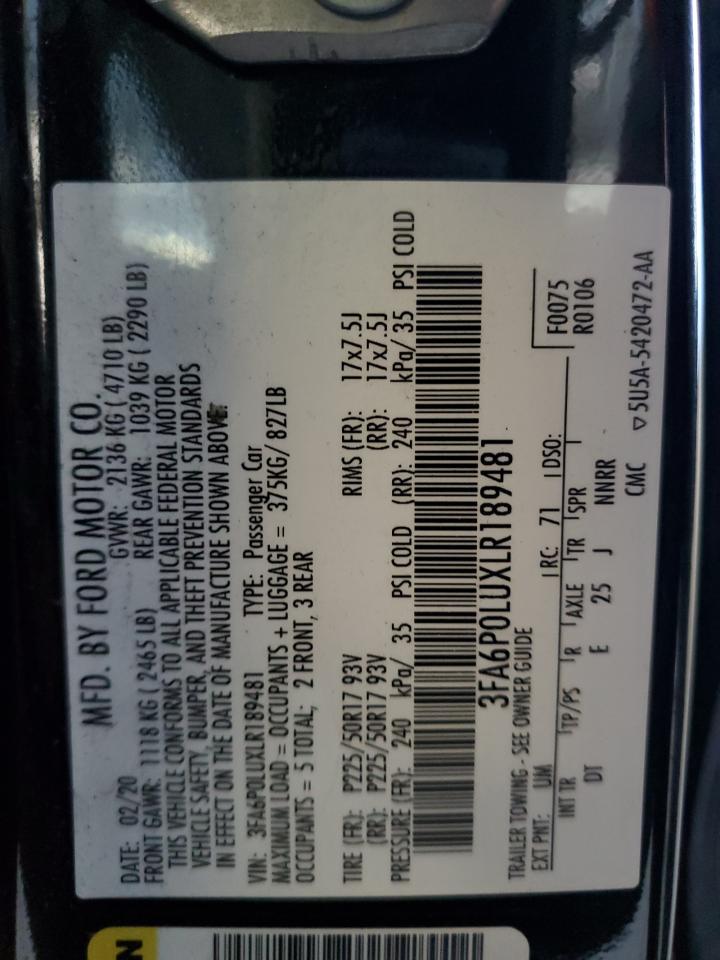 MFD. BY FORD MOTOR CO.
DATE: 02/20 GVWR: 2136 KG ( 4710 LB)
FRONT GAWR: 1118 KG ( 2465 LB) REAR GAWR: 1039 KG ( 2290 LB)
THIS VEHICLE CONFORMS TO ALL APPLICABLE FEDERAL MOTOR
VEHICLE SAFETY, BUMPER, AND THEFT PREVENTION STANDARDS
IN EFFECT ON THE DATE OF MANUFACTURE SHOWN ABOVE.
VIN: 3FA6P0LUXLR189481 TYPE: Passenger Car
MAXIMUM LOAD = OCCUPANTS + LUGGAGE = 375KG/ 827LB
OCCUPANTS = 5 TOTAL; 2 FRONT, 3 REAR
TIRE (FR): P225/50R17 93V RIMS (FR): 17x7.5J
(RR): P225/50R17 93V (RR): 17x7.5J
PRESSURE (FR): 240 kPa/ 35 PSI COLD (RR): 240 kPa/ 35 PSI COLD
3FA6P0LUXLR189481
TRAILER TOWING - SEE OWNER GUIDE
EXT PNT: UM RC: 71 DSO: F0075
R0106
INT TR TP/PS R AXLE TR SPR
DT E 25 J NNRR
CMC ▽5U5A-5420472-AA
N